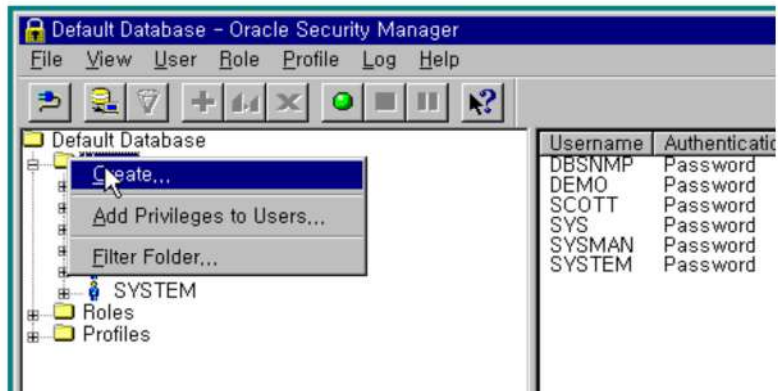 Default Database - Oracle Security Manager
File View User Role Profile Log Help
Default Database
Create...
Add Privileges to Users...
Filter Folder...
SYSTEM
Roles
Profiles
Username
DBSNMP Password
DEMO Password
SCOTT Password
SYS Password
SYSMAN Password
SYSTEM Password